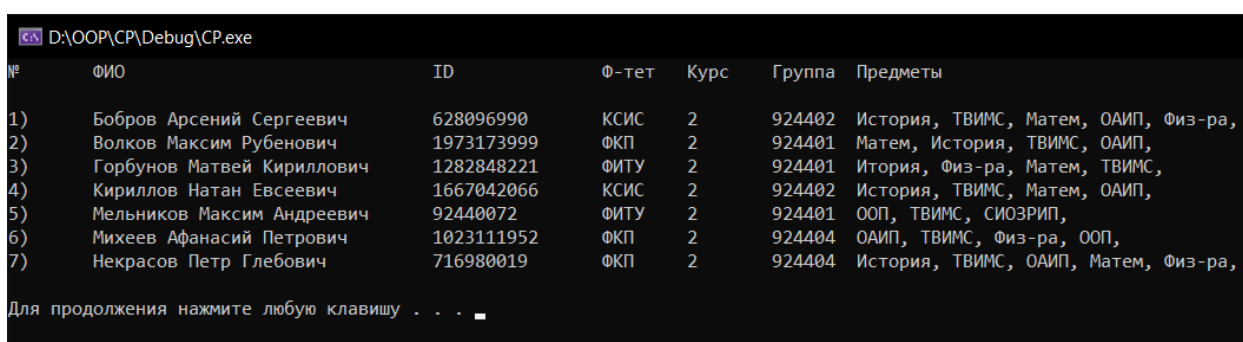 D:\OOP\CP\Debug\CP.exe
№ ФИО ID Ф-тет Курс Группа Предметы
1) Бобров Арсений Сергеевич 628096990 КСИС 2 924402 История, ТВИМС, Матем, ОАИП, Физ-ра,
2) Волков Максим Рубенович 1973173999 ФКП 2 924401 Матем, История, ТВИМС, ОАИП,
3) Горбунов Матвей Кириллович 1282848221 ФИТУ 2 924401 Итория, Физ-ра, Матем, ТВИМС,
4) Кириллов Натан Евсеевич 1667042066 КСИС 2 924402 История, ТВИМС, Матем, ОАИП,
5) Мельников Максим Андреевич 92440072 ФИТУ 2 924401 ООП, ТВИМС, СИОЗРИП,
6) Михеев Афанасий Петрович 1023111952 ФКП 2 924404 ОАИП, ТВИМС, Физ-ра, ООП,
7) Некрасов Петр Глебович 716980019 ФКП 2 924404 История, ТВИМС, ОАИП, Матем, Физ-ра,
Для продолжения нажмите любую клавишу . . .